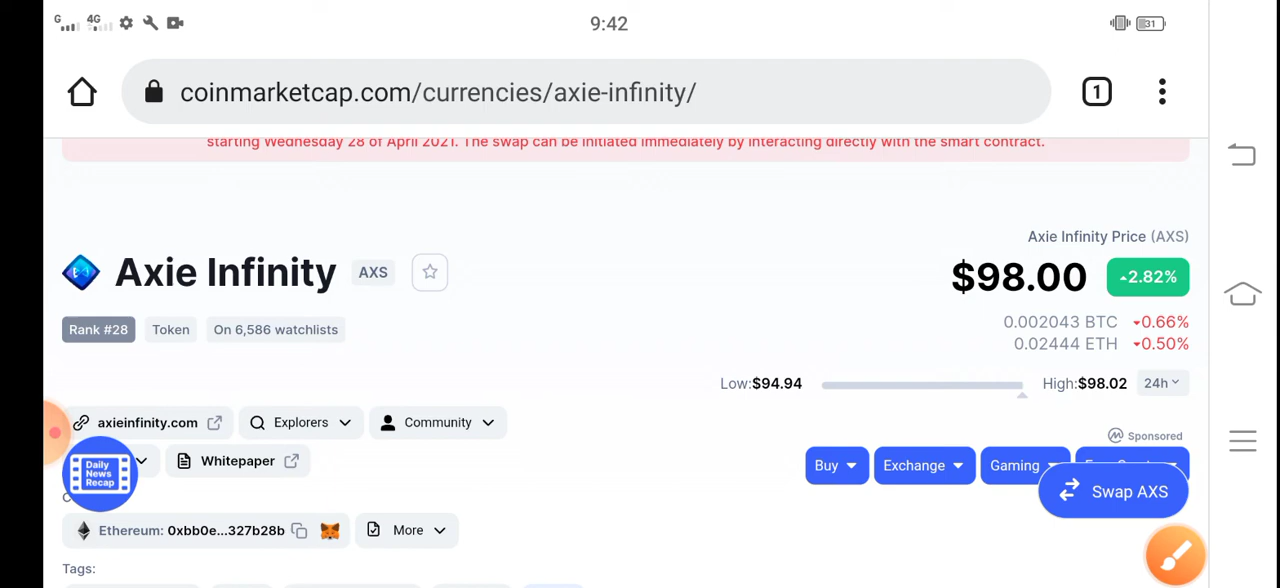 G 4G 9:42 31
coinmarketcap.com/currencies/axie-infinity/ 1
starting Wednesday 28 of April 2021. The swap can be initiated immediately by interacting directly with the smart contract.
Axie Infinity Price (AXS)
Axie Infinity AXS $98.00 2.82%
Rank #28 Token On 6,586 watchlists 0.002043 BTC 0.66%
0.02444 ETH 0.50%
Low:$94.94 High:$98.02 24h
axieinfinity.com Explorers Community
Sponsored
Whitepaper Buy Exchange Gaming
Daily
News
Recap
Swap AXS
Ethereum: 0xbb0e...327b28b More
Tags: